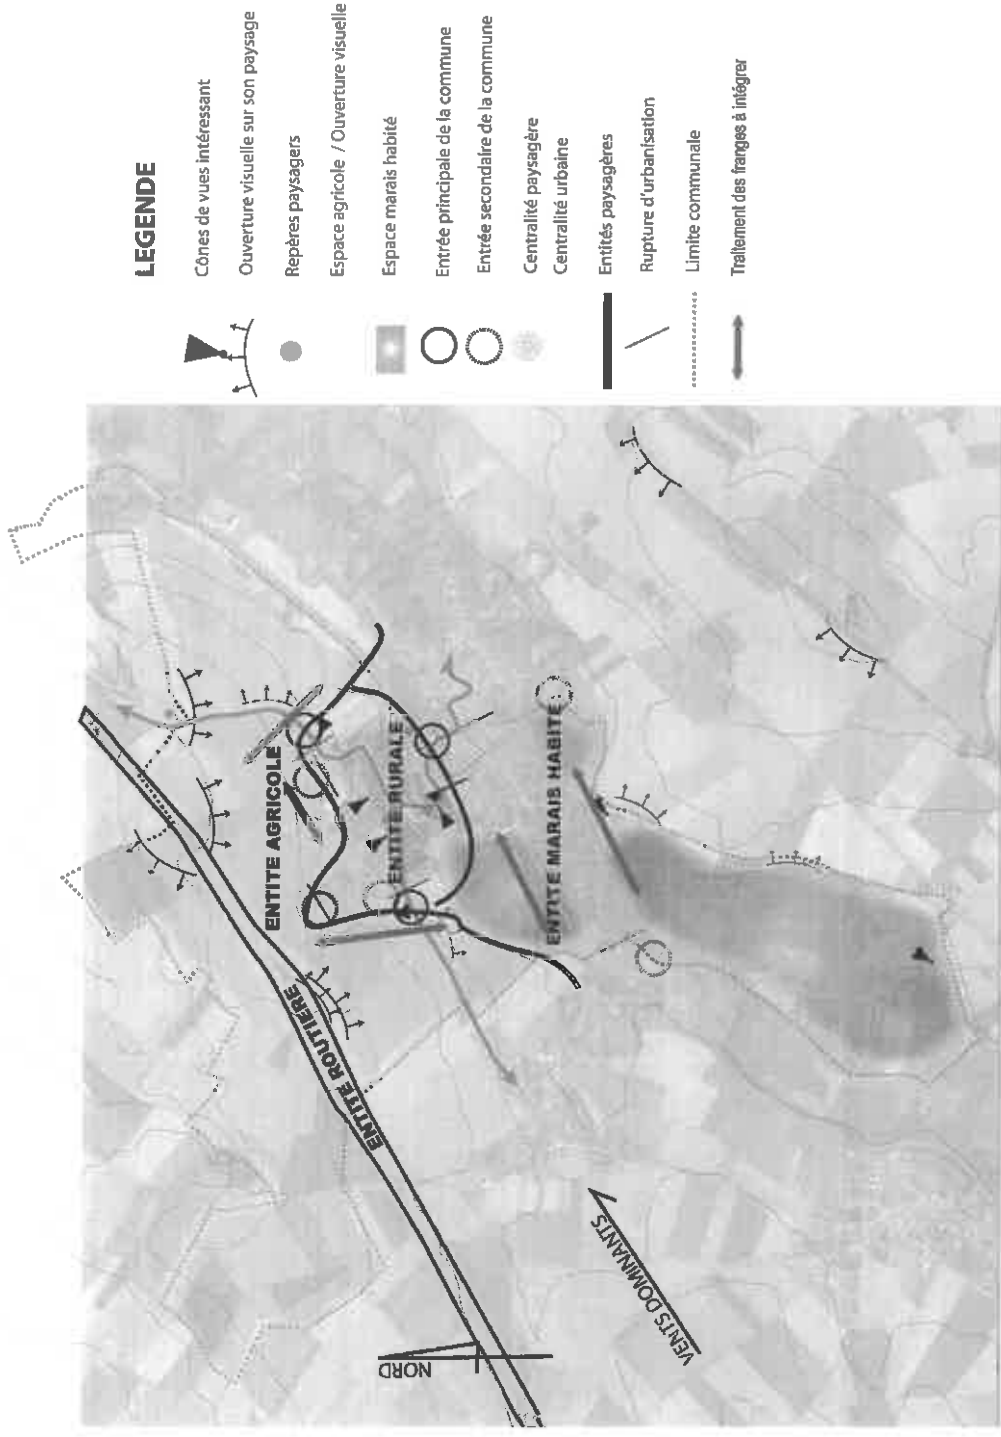 LEGENDE
Cônes de vues intéressant
Ouverture visuelle sur son paysage
Repères paysagers
Espace agricole / Ouverture visuelle
Espace marais habité
Entrée principale de la commune
Entrée secondaire de la commune
Centralité paysagère
Centralité urbaine
Entités paysagères
Rupture d'urbanisation
Limite communale
Traitement des franges à intégrer
ENTITE AGRICOLE
ENTITE RURALE
ENTITE MARAIS HABITE
ENTITE ROUTIERE
NORD
VENTS DOMINANTS